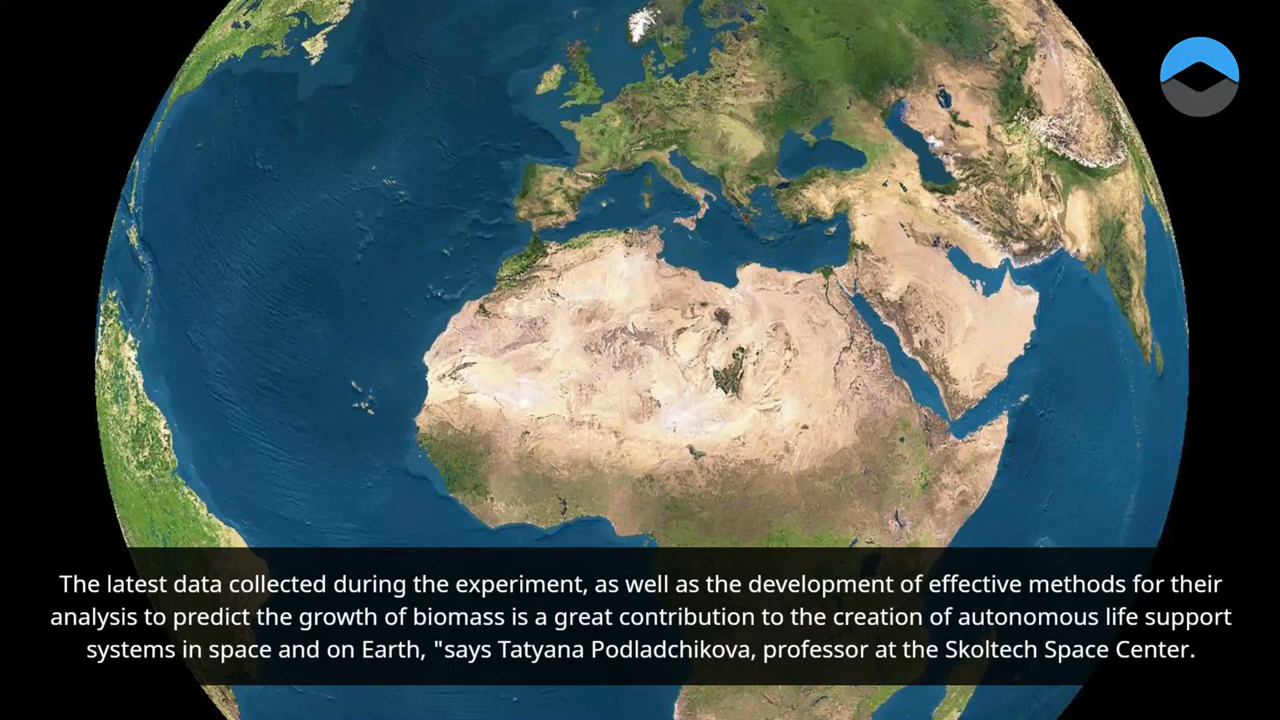 The latest data collected during the experiment, as well as the development of effective methods for their
analysis to predict the growth of biomass is a great contribution to the creation of autonomous life support
systems in space and on Earth, "says Tatyana Podladchikova, professor at the Skoltech Space Center.